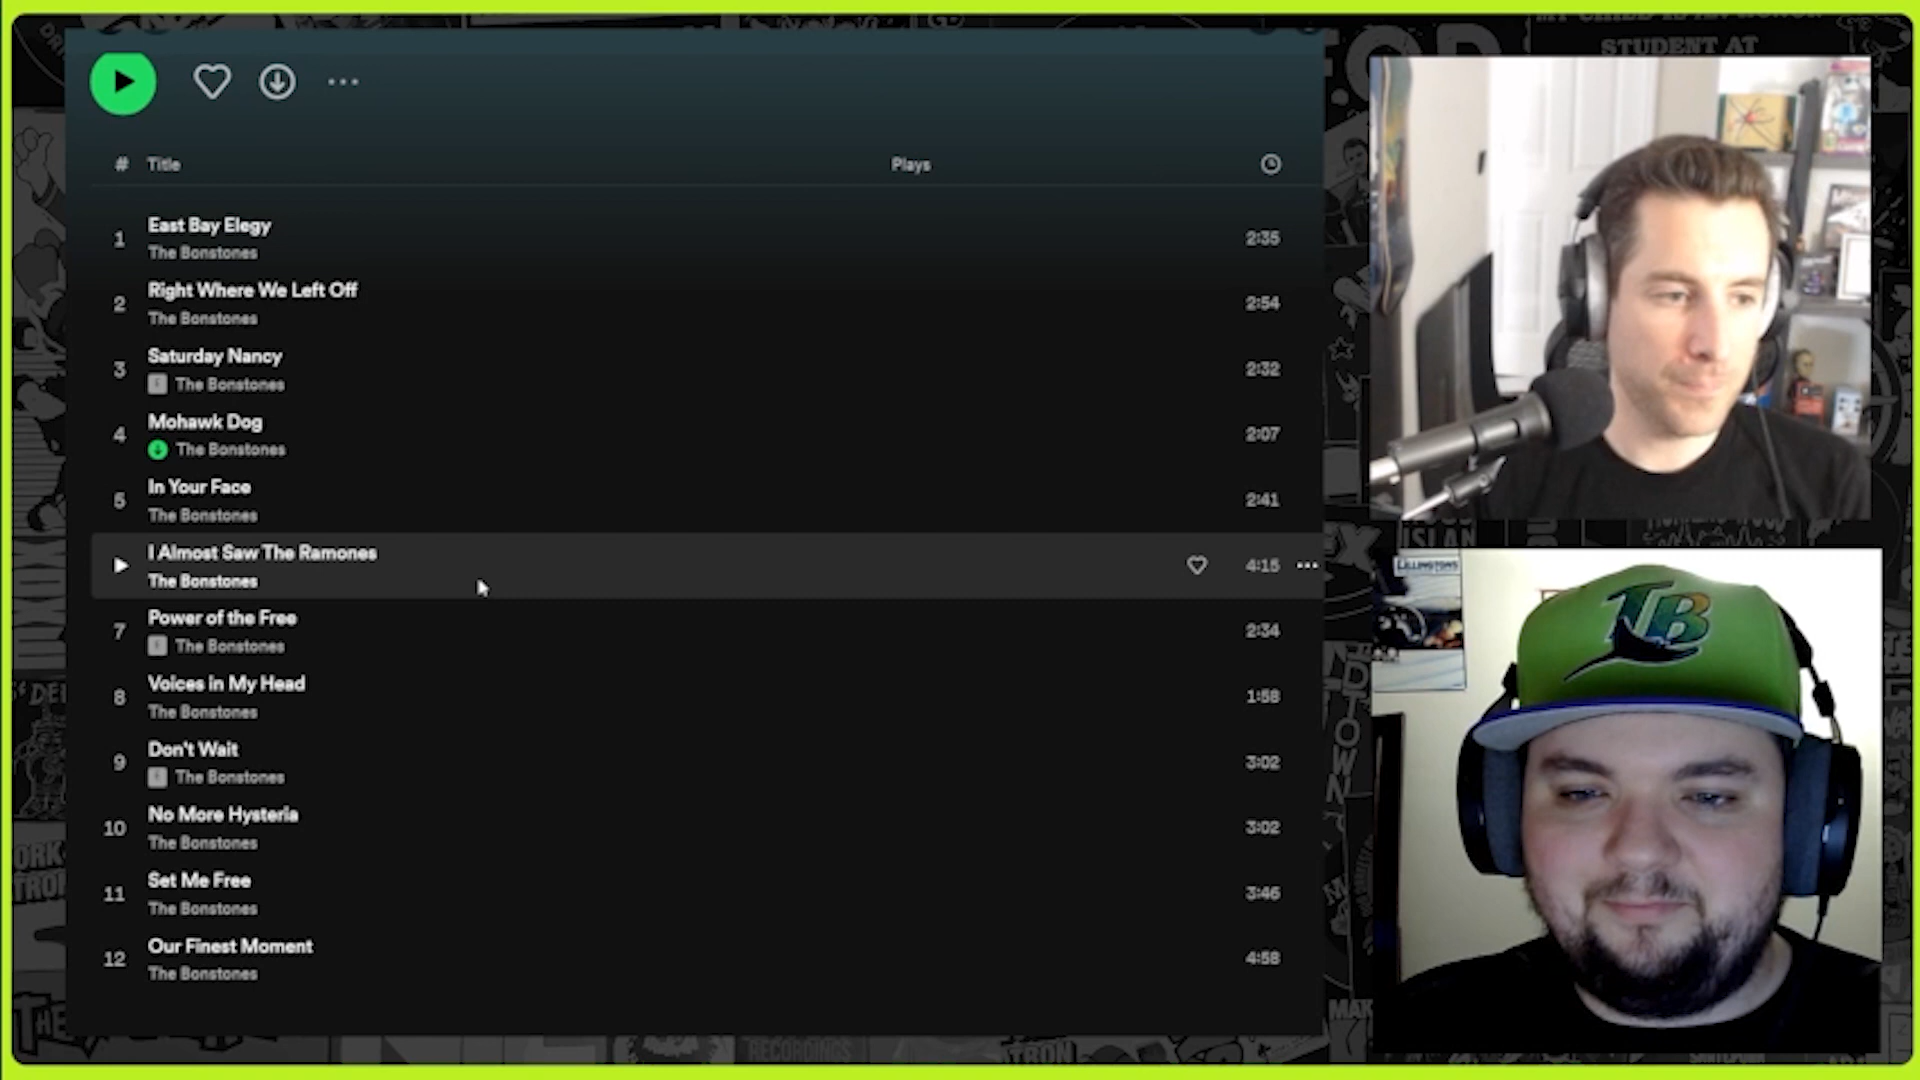 # Title Plays
1 East Bay Elegy 2:35
The Bonstones
2 Right Where We Left Off 2:54
The Bonstones
3 Saturday Nancy 2:32
E The Bonstones
4 Mohawk Dog 2:07
The Bonstones
5 In Your Face 2:41
The Bonstones
I Almost Saw The Ramones 4:15
The Bonstones
7 Power of the Free 2:34
E The Bonstones
8 Voices in My Head 1:58
The Bonstones
9 Don't Wait 3:02
E The Bonstones
10 No More Hysteria 3:02
The Bonstones
11 Set Me Free 3:46
The Bonstones
12 Our Finest Moment 4:58
The Bonstones
STUDENT AT
LILLINGTONS
TB
RECORDINGS